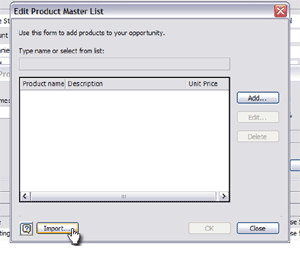 Edit Product Master List
Use this form to add products to your opportunity.
Type name or select from list:
Product name Description Unit Price
Add...
Edit...
Delete
Import...
OK
Close